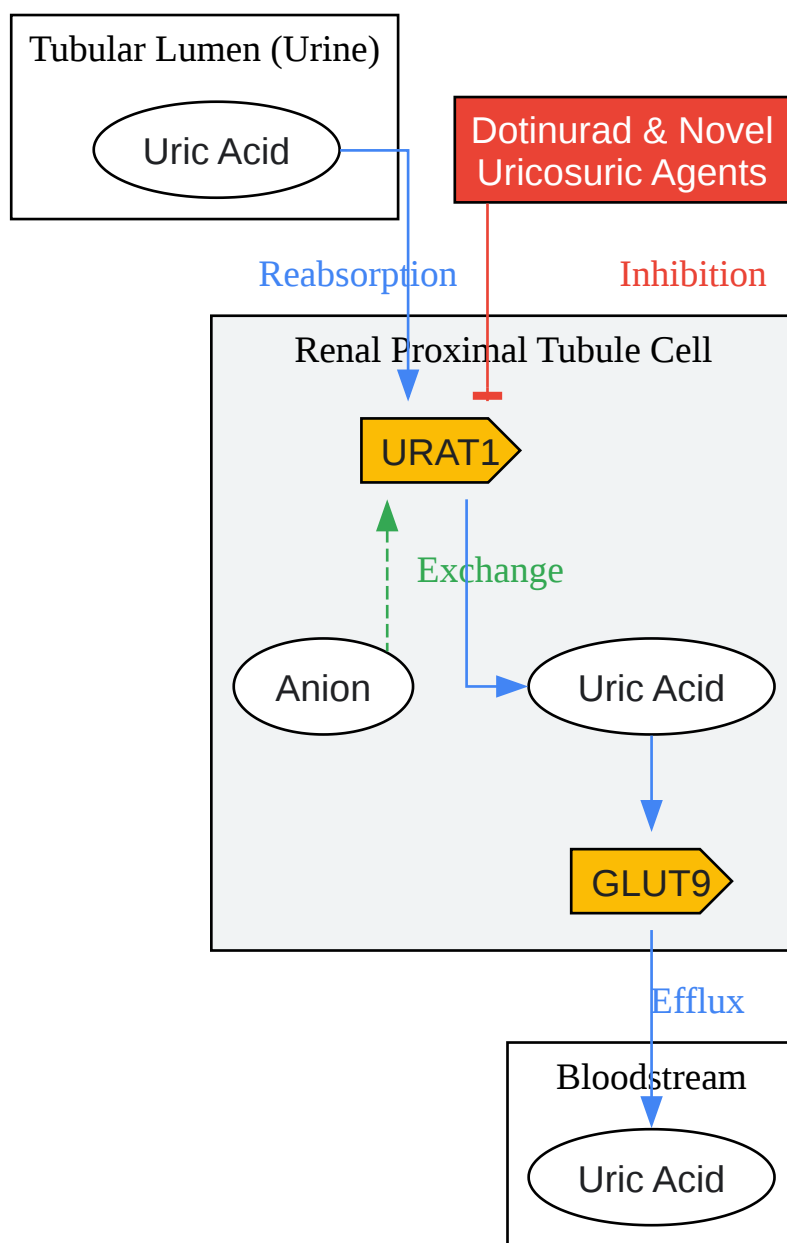 Tubular Lumen (Urine)
Uric Acid
Dotinurad & Novel
Uricosuric Agents
Reabsorption
Inhibition
Renal Proximal Tubule Cell
URAT1
Exchange
Anion
Uric Acid
GLUT9
Efflux
Bloodstream
Uric Acid